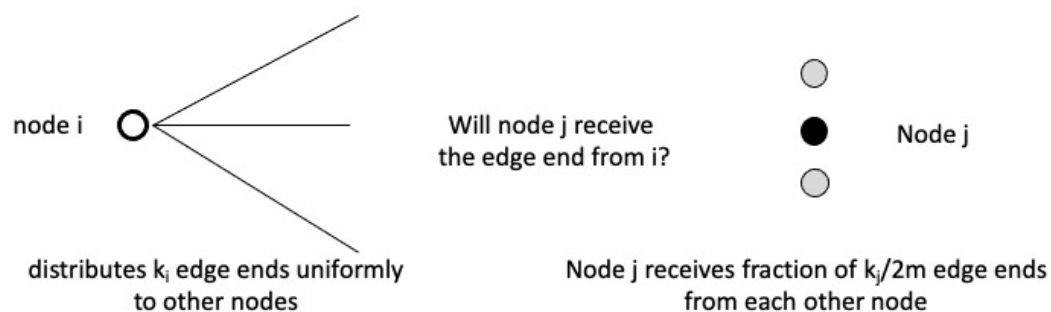 node i
Will node j receive
the edge end from i?
Node j
distributes kᵢ edge ends uniformly
to other nodes
Node j receives fraction of kⱼ/2m edge ends
from each other node